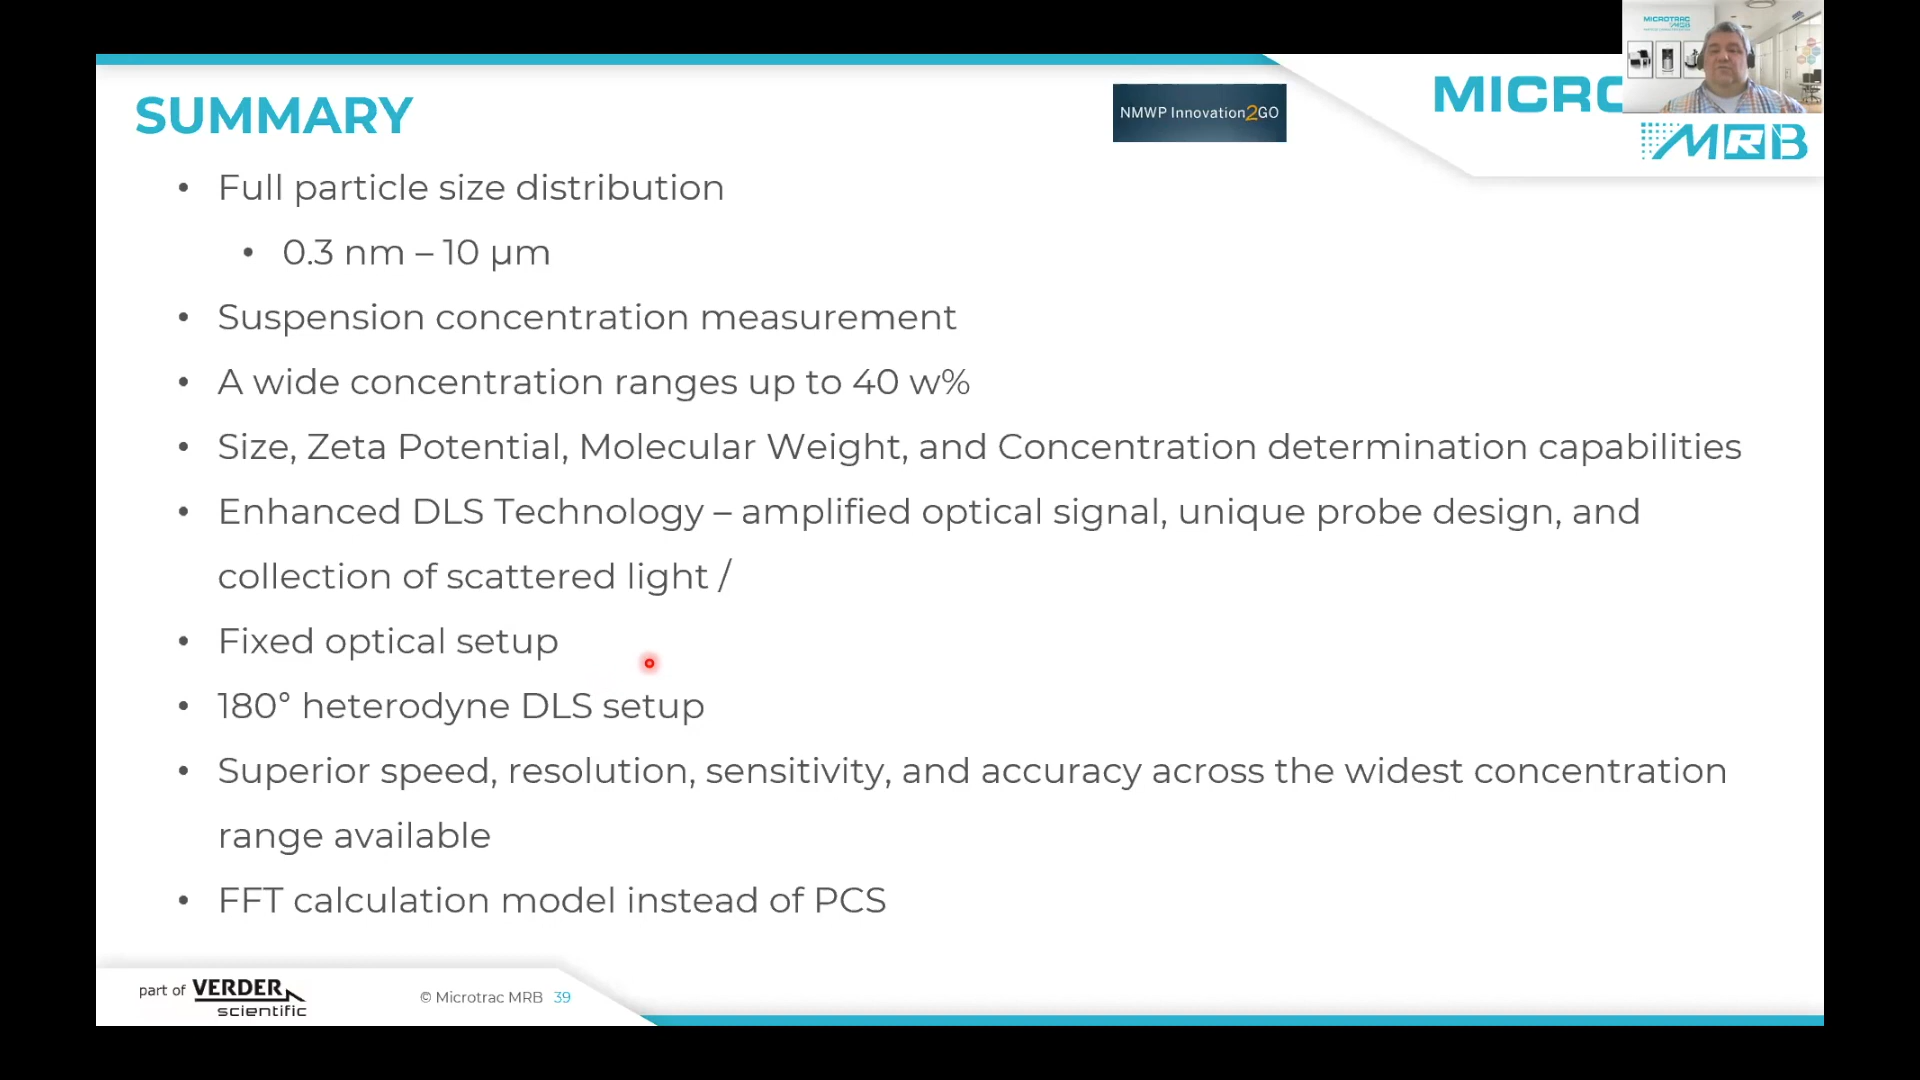 MICROTRAC
MRB
SUMMARY
NMWP Innovation2GO
MICRO
MRB
• Full particle size distribution
• 0.3 nm – 10 µm
• Suspension concentration measurement
• A wide concentration ranges up to 40 w%
• Size, Zeta Potential, Molecular Weight, and Concentration determination capabilities
• Enhanced DLS Technology – amplified optical signal, unique probe design, and
collection of scattered light /
• Fixed optical setup
• 180° heterodyne DLS setup
• Superior speed, resolution, sensitivity, and accuracy across the widest concentration
range available
• FFT calculation model instead of PCS
part of VERDER
scientific
© Microtrac MRB 39